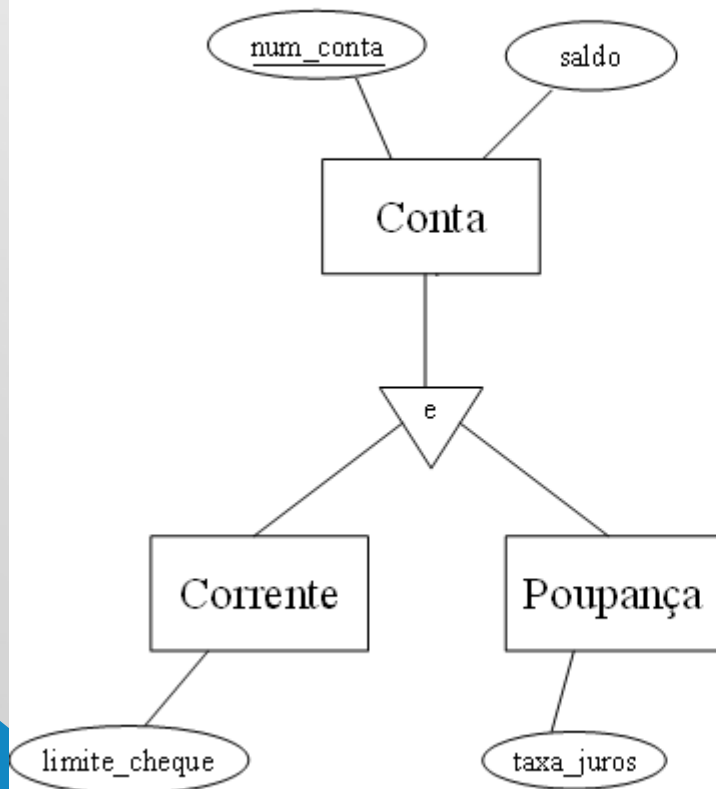 num_conta
saldo
Conta
e
Corrente
Poupança
limite_cheque
taxa_juros